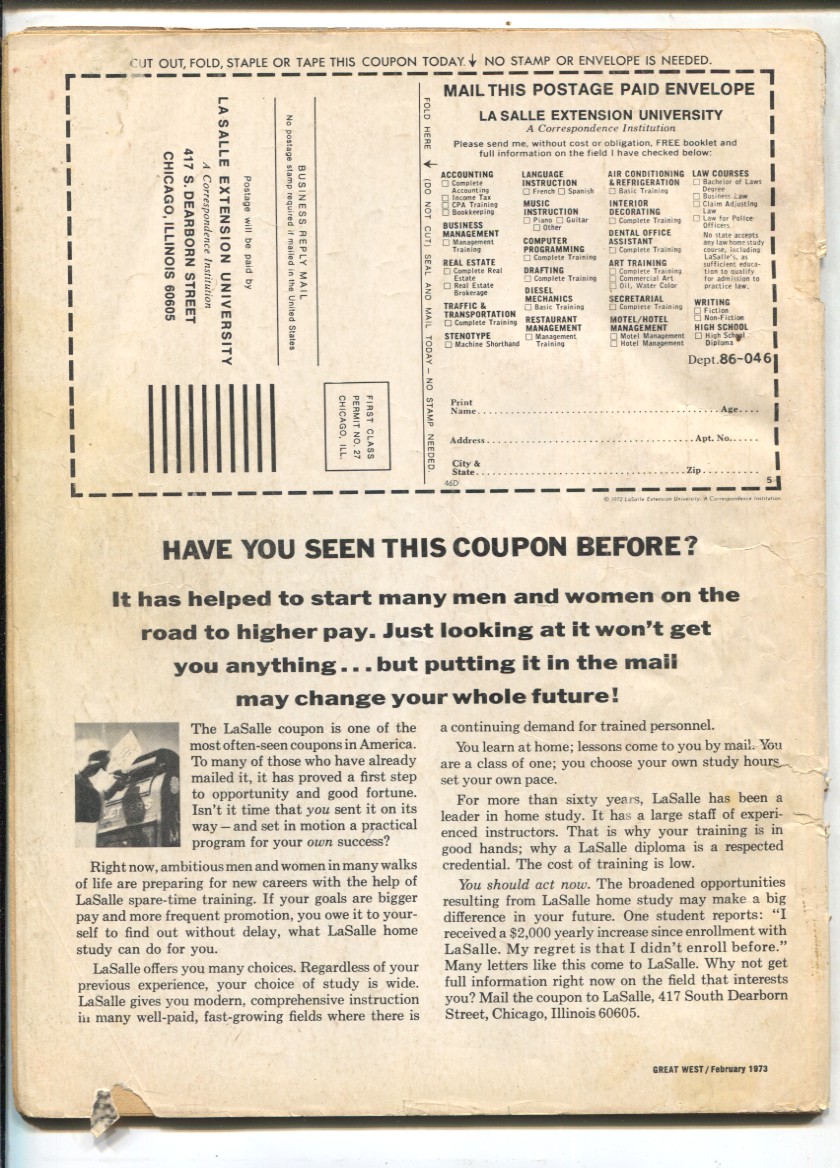 CUT OUT, FOLD, STAPLE OR TAPE THIS COUPON TODAY. ↓ NO STAMP OR ENVELOPE IS NEEDED.
FIRST CLASS
PERMIT NO. 27
CHICAGO, ILL.
BUSINESS REPLY MAIL
No postage stamp required if mailed in the United States
Postage will be paid by
LA SALLE EXTENSION UNIVERSITY
A Correspondence Institution
417 S. DEARBORN STREET
CHICAGO, ILLINOIS 60605
FOLD HERE ↓ (DO NOT CUT) SEAL AND MAIL TODAY — NO STAMP NEEDED.
MAIL THIS POSTAGE PAID ENVELOPE
LA SALLE EXTENSION UNIVERSITY
A Correspondence Institution
Please send me, without cost or obligation, FREE booklet and
full information on the field I have checked below:
ACCOUNTING
☐ Complete
Accounting
☐ Income Tax
☐ CPA Training
☐ Bookkeeping
BUSINESS
MANAGEMENT
☐ Management
Training
REAL ESTATE
☐ Complete Real
Estate
☐ Real Estate
Brokerage
TRAFFIC &
TRANSPORTATION
☐ Complete Training
STENOTYPE
☐ Machine Shorthand
LANGUAGE
INSTRUCTION
☐ French ☐ Spanish
MUSIC
INSTRUCTION
☐ Piano ☐ Guitar
☐ Other
COMPUTER
PROGRAMMING
☐ Complete Training
DRAFTING
☐ Complete Training
DIESEL
MECHANICS
☐ Basic Training
RESTAURANT
MANAGEMENT
☐ Management
Training
AIR CONDITIONING
& REFRIGERATION
☐ Basic Training
INTERIOR
DECORATING
☐ Complete Training
DENTAL OFFICE
ASSISTANT
☐ Complete Training
ART TRAINING
☐ Complete Training
☐ Commercial Art
☐ Oil, Water Color
SECRETARIAL
☐ Complete Training
MOTEL/HOTEL
MANAGEMENT
☐ Motel Management
☐ Hotel Management
LAW COURSES
☐ Bachelor of Laws
Degree
☐ Business Law
☐ Claim Adjusting
Law
☐ Law for Police
Officers
No state accepts
any law home study
course, including
LaSalle's, as
sufficient educa-
tion to qualify
for admission to
practice law.
WRITING
☐ Fiction
☐ Non-Fiction
HIGH SCHOOL
☐ High School
Diploma
Dept. 86-046
Print
Name.......... Age....
Address.......... Apt. No......
City &
State.......... Zip..........
46D
5
© 1972 LaSalle Extension University. A Correspondence Institution
HAVE YOU SEEN THIS COUPON BEFORE?
It has helped to start many men and women on the
road to higher pay. Just looking at it won't get
you anything...but putting it in the mail
may change your whole future!
The LaSalle coupon is one of the
most often-seen coupons in America.
To many of those who have already
mailed it, it has proved a first step
to opportunity and good fortune.
Isn't it time that you sent it on its
way – and set in motion a practical
program for your own success?
Right now, ambitious men and women in many walks
of life are preparing for new careers with the help of
LaSalle spare-time training. If your goals are bigger
pay and more frequent promotion, you owe it to your-
self to find out without delay, what LaSalle home
study can do for you.
LaSalle offers you many choices. Regardless of your
previous experience, your choice of study is wide.
LaSalle gives you modern, comprehensive instruction
in many well-paid, fast-growing fields where there is
a continuing demand for trained personnel.
You learn at home; lessons come to you by mail. You
are a class of one; you choose your own study hours,
set your own pace.
For more than sixty years, LaSalle has been a
leader in home study. It has a large staff of experi-
enced instructors. That is why your training is in
good hands; why a LaSalle diploma is a respected
credential. The cost of training is low.
You should act now. The broadened opportunities
resulting from LaSalle home study may make a big
difference in your future. One student reports: "I
received a $2,000 yearly increase since enrollment with
LaSalle. My regret is that I didn't enroll before."
Many letters like this come to LaSalle. Why not get
full information right now on the field that interests
you? Mail the coupon to LaSalle, 417 South Dearborn
Street, Chicago, Illinois 60605.
GREAT WEST/February 1973